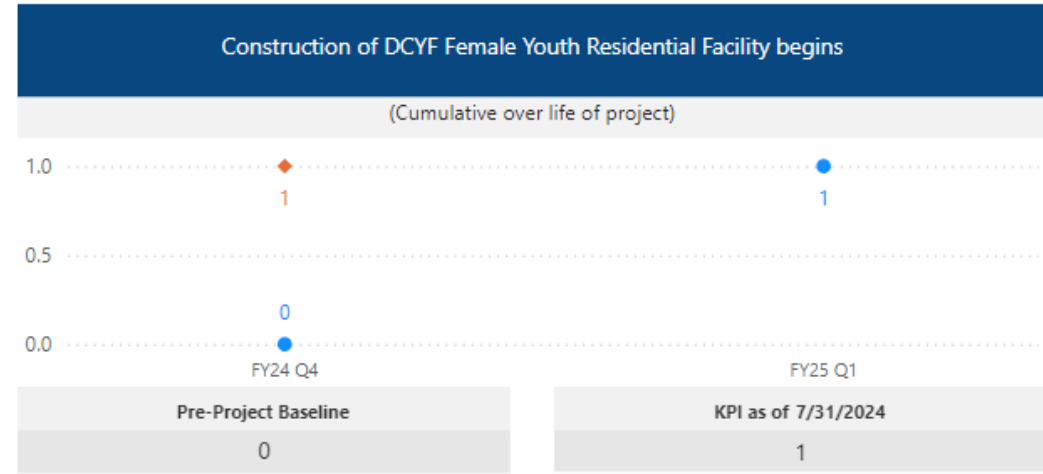 Construction of DCYF Female Youth Residential Facility begins
(Cumulative over life of project)
1.0
1
1
0.5
0
0.0
FY24 Q4 FY25 Q1
Pre-Project Baseline KPI as of 7/31/2024
0 1